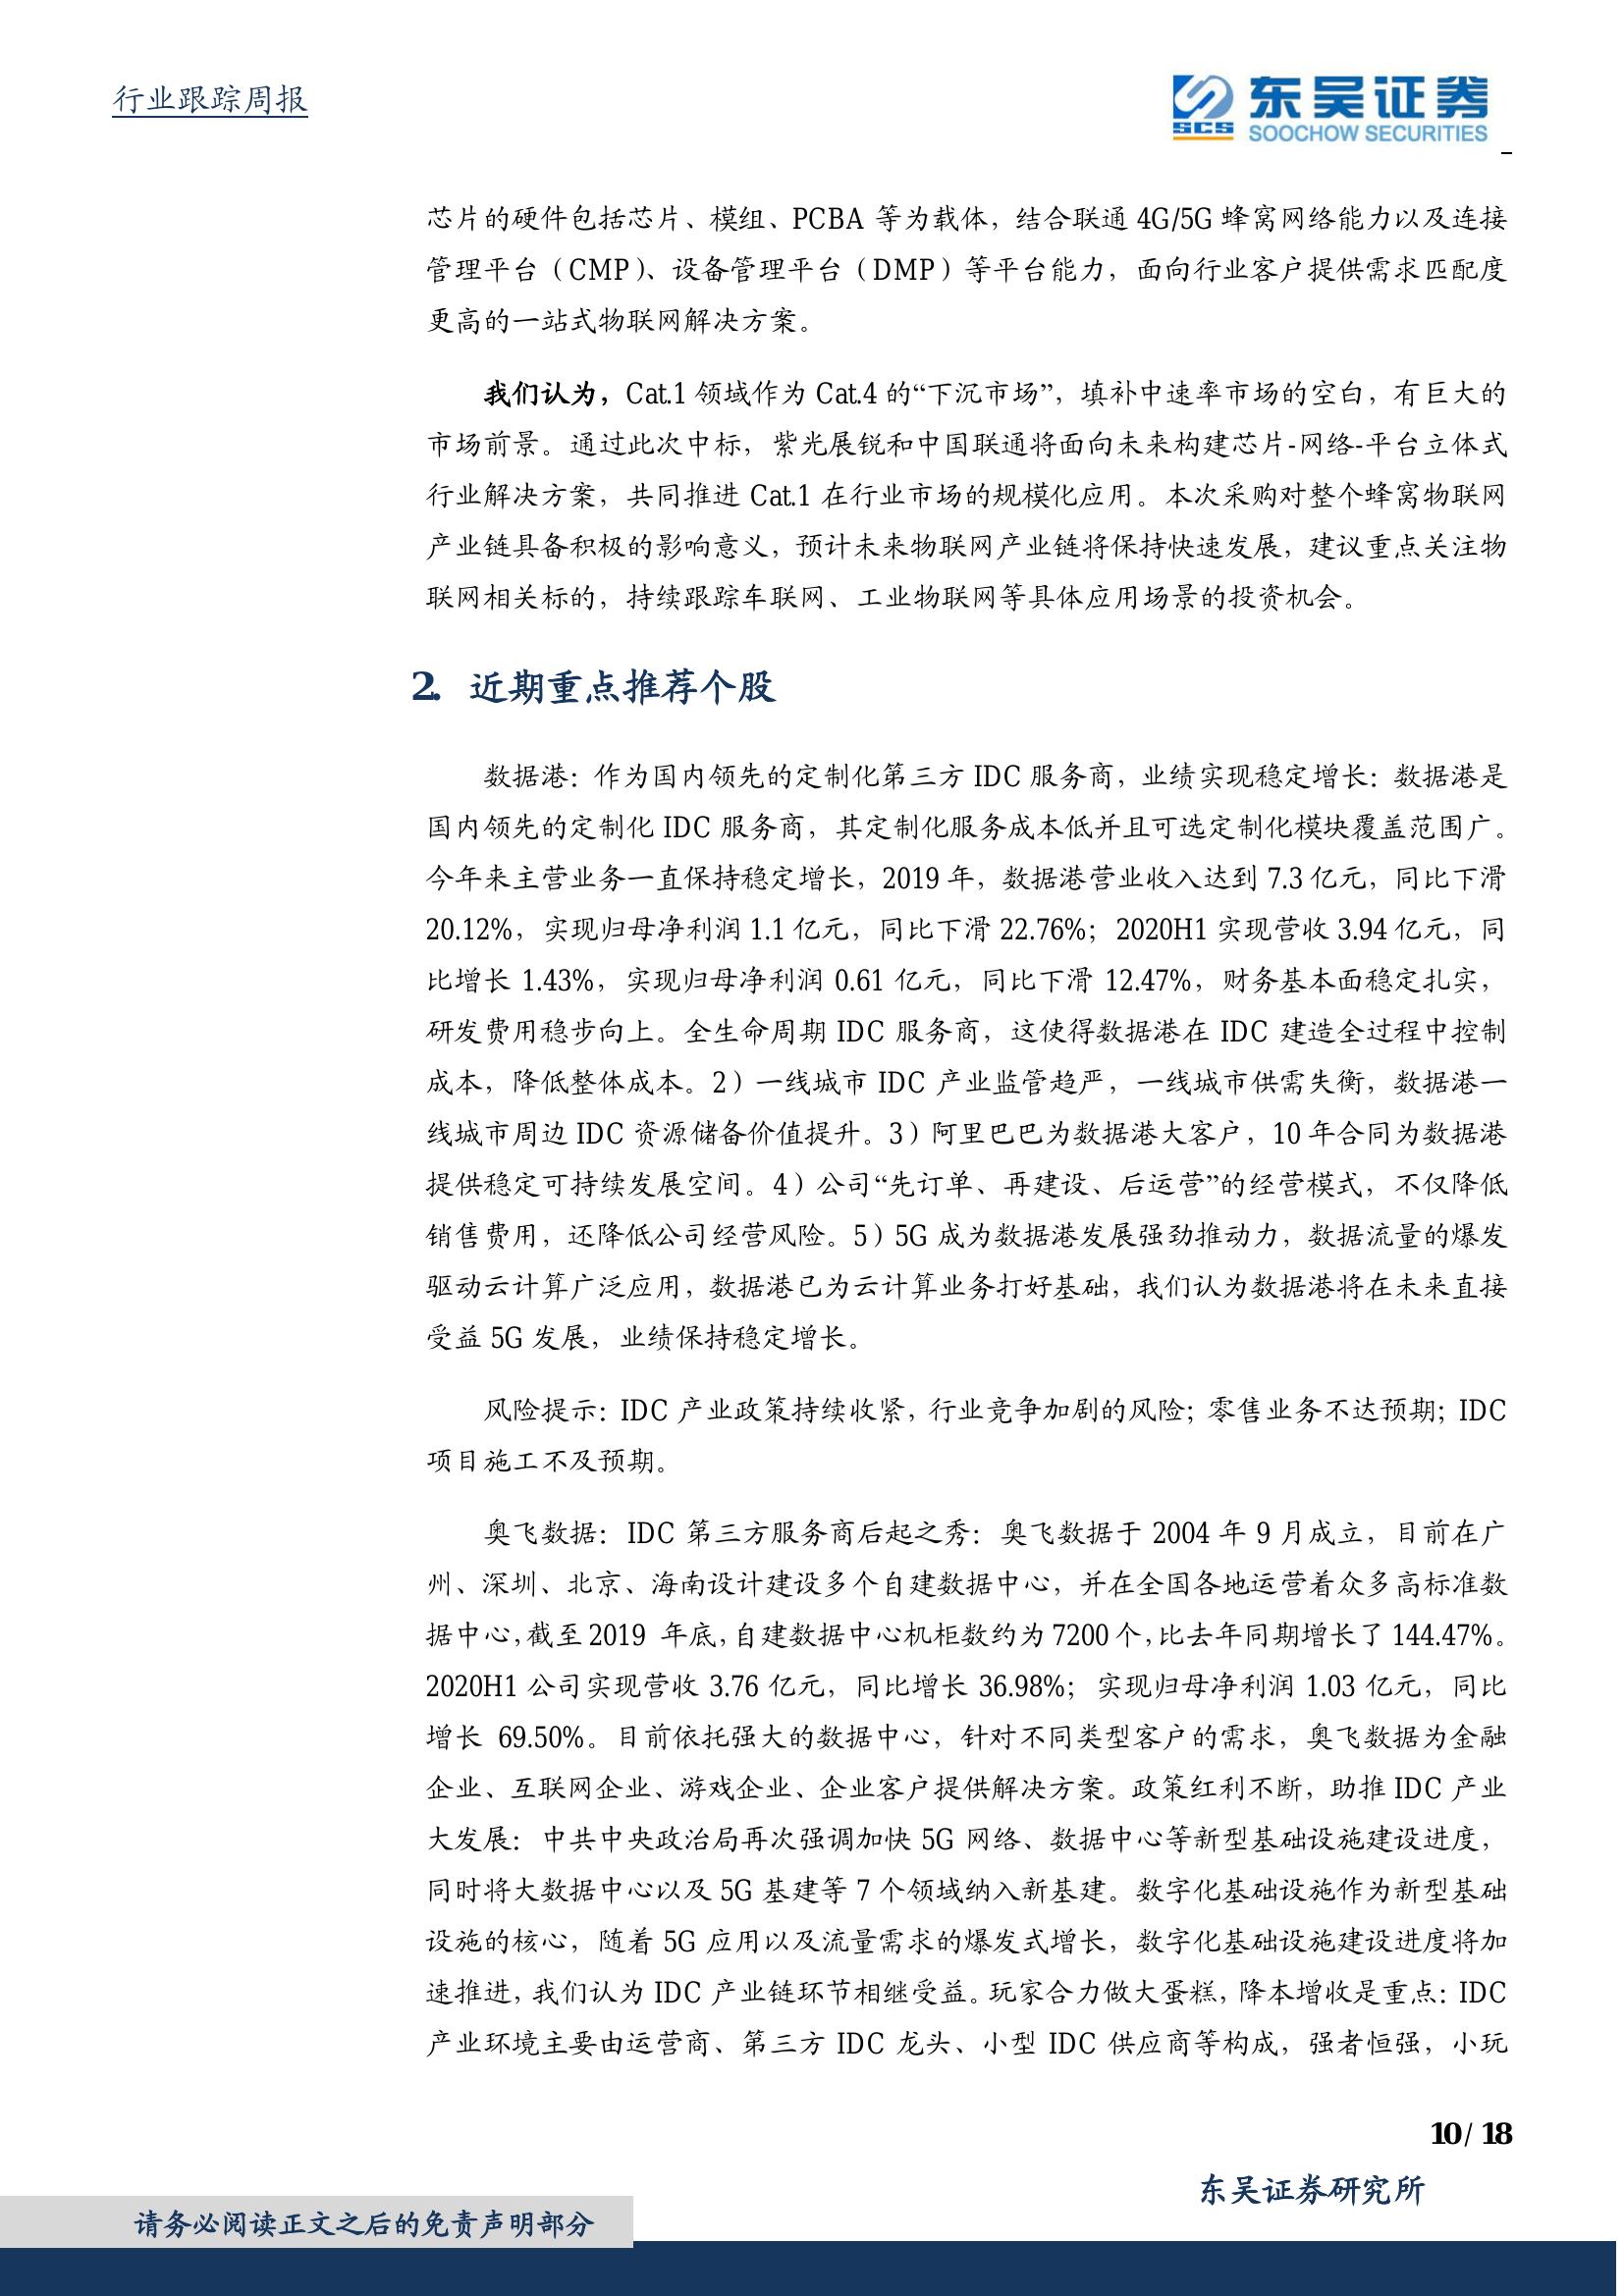 行业跟踪周报
东吴证券
SCS
SOOCHOW SECURITIES
芯片的硬件包括芯片、模组、PCBA 等为载体，结合联通 4G/5G 蜂窝网络能力以及连接
管理平台（CMP）、设备管理平台（DMP）等平台能力，面向行业客户提供需求匹配度
更高的一站式物联网解决方案。
我们认为，Cat.1 领域作为 Cat.4 的“下沉市场”，填补中速率市场的空白，有巨大的
市场前景。通过此次中标，紫光展锐和中国联通将面向未来构建芯片-网络-平台立体式
行业解决方案，共同推进 Cat.1 在行业市场的规模化应用。本次采购对整个蜂窝物联网
产业链具备积极的影响意义，预计未来物联网产业链将保持快速发展，建议重点关注物
联网相关标的，持续跟踪车联网、工业物联网等具体应用场景的投资机会。
2. 近期重点推荐个股
数据港：作为国内领先的定制化第三方 IDC 服务商，业绩实现稳定增长：数据港是
国内领先的定制化 IDC 服务商，其定制化服务成本低并且可选定制化模块覆盖范围广。
今年来主营业务一直保持稳定增长，2019 年，数据港营业收入达到 7.3 亿元，同比下滑
20.12%，实现归母净利润 1.1 亿元，同比下滑 22.76%；2020H1 实现营收 3.94 亿元，同
比增长 1.43%，实现归母净利润 0.61 亿元，同比下滑 12.47%，财务基本面稳定扎实，
研发费用稳步向上。全生命周期 IDC 服务商，这使得数据港在 IDC 建造全过程中控制
成本，降低整体成本。2）一线城市 IDC 产业监管趋严，一线城市供需失衡，数据港一
线城市周边 IDC 资源储备价值提升。3）阿里巴巴为数据港大客户，10 年合同为数据港
提供稳定可持续发展空间。4）公司“先订单、再建设、后运营”的经营模式，不仅降低
销售费用，还降低公司经营风险。5）5G 成为数据港发展强劲推动力，数据流量的爆发
驱动云计算广泛应用，数据港已为云计算业务打好基础，我们认为数据港将在未来直接
受益 5G 发展，业绩保持稳定增长。
风险提示：IDC 产业政策持续收紧，行业竞争加剧的风险；零售业务不达预期；IDC
项目施工不及预期。
奥飞数据：IDC 第三方服务商后起之秀：奥飞数据于 2004 年 9 月成立，目前在广
州、深圳、北京、海南设计建设多个自建数据中心，并在全国各地运营着众多高标准数
据中心，截至 2019 年底，自建数据中心机柜数约为 7200 个，比去年同期增长了 144.47%。
2020H1 公司实现营收 3.76 亿元，同比增长 36.98%；实现归母净利润 1.03 亿元，同比
增长 69.50%。目前依托强大的数据中心，针对不同类型客户的需求，奥飞数据为金融
企业、互联网企业、游戏企业、企业客户提供解决方案。政策红利不断，助推 IDC 产业
大发展：中共中央政治局再次强调加快 5G 网络、数据中心等新型基础设施建设进度，
同时将大数据中心以及 5G 基建等 7 个领域纳入新基建。数字化基础设施作为新型基础
设施的核心，随着 5G 应用以及流量需求的爆发式增长，数字化基础设施建设进度将加
速推进，我们认为 IDC 产业链环节相继受益。玩家合力做大蛋糕，降本增收是重点：IDC
产业环境主要由运营商、第三方 IDC 龙头、小型 IDC 供应商等构成，强者恒强，小玩
10 / 18
东吴证券研究所
请务必阅读正文之后的免责声明部分